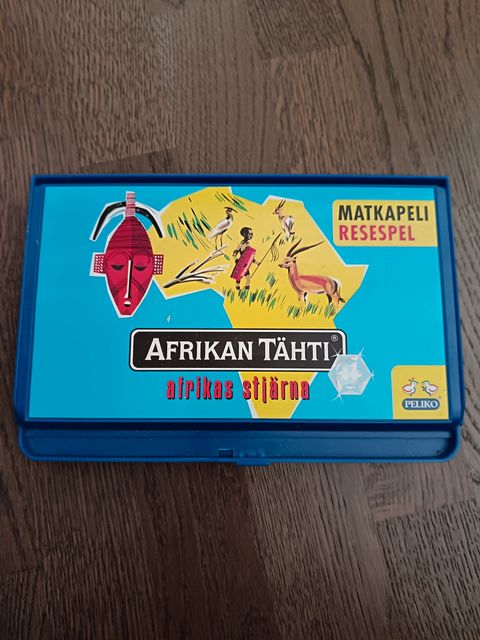 MATKAPELI
RESESPEL
AFRIKAN TÄHTI®
afrikas stjärna
PELIKO